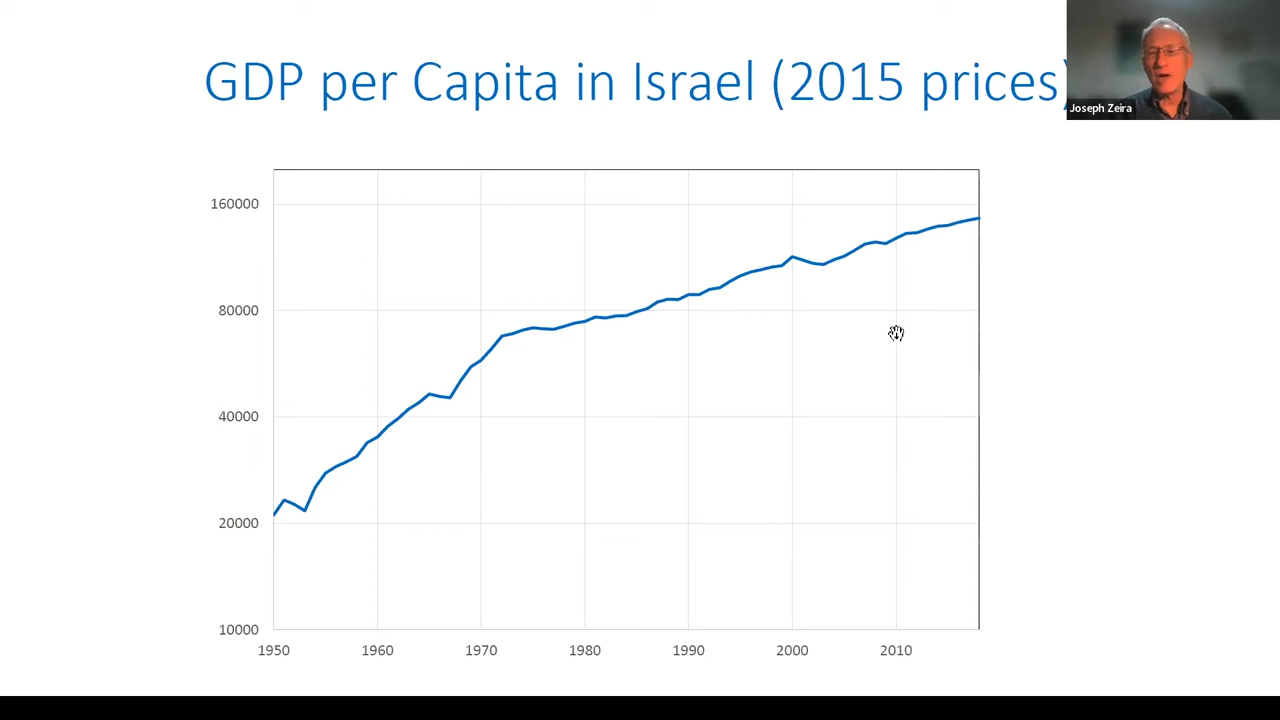 GDP per Capita in Israel (2015 prices)
Joseph Zeira
160000
80000
40000
20000
10000
1950 1960 1970 1980 1990 2000 2010